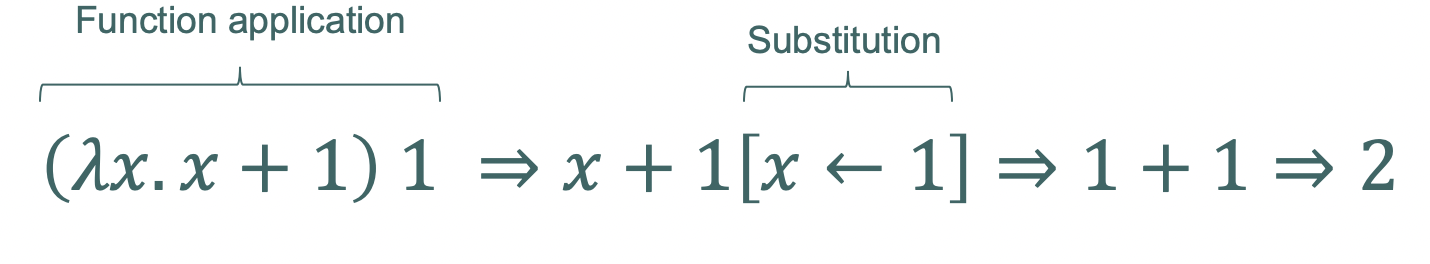 Function application
Substitution
(λx. x + 1) 1 ⇒ x + 1[x ← 1] ⇒ 1 + 1 ⇒ 2